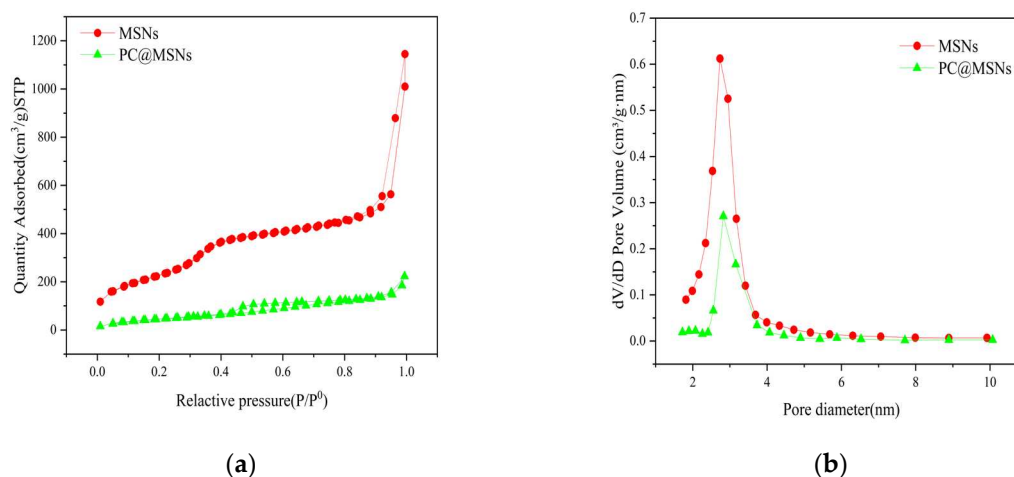 MSNs
PC@MSNs
1200
1000
800
600
400
200
0
0.0 0.2 0.4 0.6 0.8 1.0
Quantity Adsorbed(cm³/g)STP
Relactive pressure(P/P⁰)
(a)
MSNs
PC@MSNs
0.7
0.6
0.5
0.4
0.3
0.2
0.1
0.0
2 4 6 8 10
dV/dD Pore Volume (cm³/g·nm)
Pore diameter(nm)
(b)